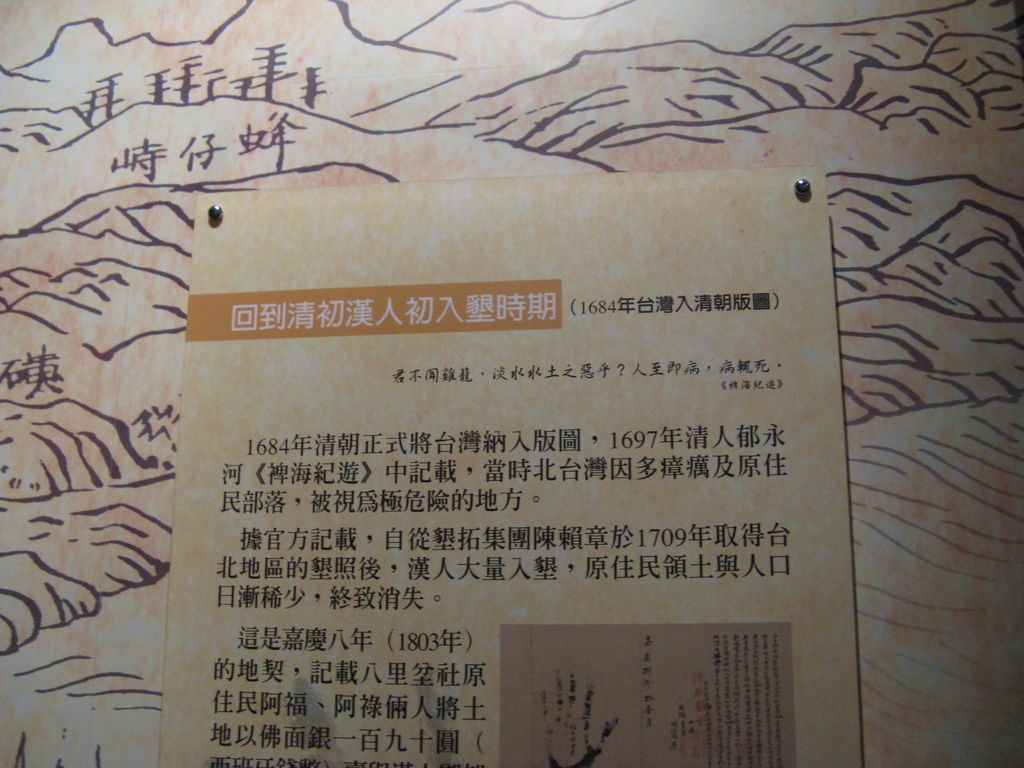 蚌仔峙
回到清初漢人初入墾時期（1684年台灣入清朝版圖）
君不聞雞籠、淡水水土之惡乎？人至即病，病輒死。
《裨海紀遊》
1684年清朝正式將台灣納入版圖，1697年清人郁永
河《裨海紀遊》中記載，當時北台灣因多瘴癘及原住
民部落，被視為極危險的地方。
據官方記載，自從墾拓集團陳賴章於1709年取得台
北地區的墾照後，漢人大量入墾，原住民領土與人口
日漸稀少，終致消失。
這是嘉慶八年（1803年）
的地契，記載八里坌社原
住民阿福、阿祿倆人將土
地以佛面銀一百九十圓（